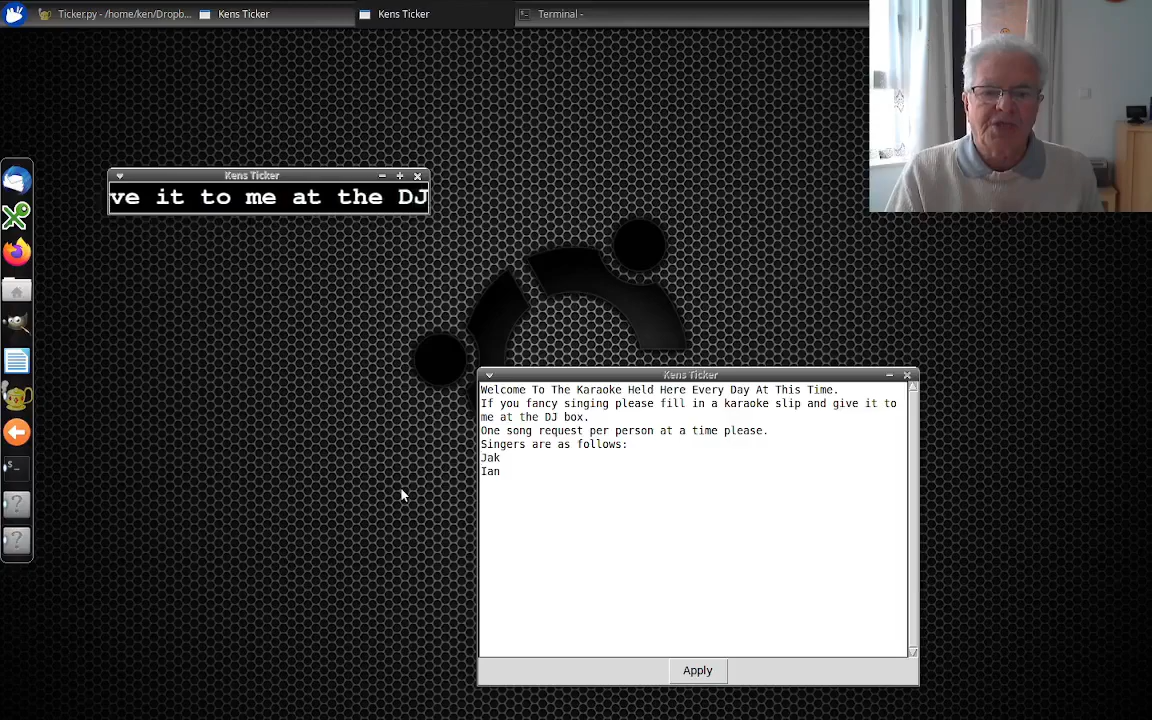 Ticker.py - /home/ken/Dropb...
Kens Ticker
Kens Ticker
Terminal -
Kens Ticker
ve it to me at the DJ
Kens Ticker
Welcome To The Karaoke Held Here Every Day At This Time.
If you fancy singing please fill in a karaoke slip and give it to
me at the DJ box.
One song request per person at a time please.
Singers are as follows:
Jak
Ian
Apply